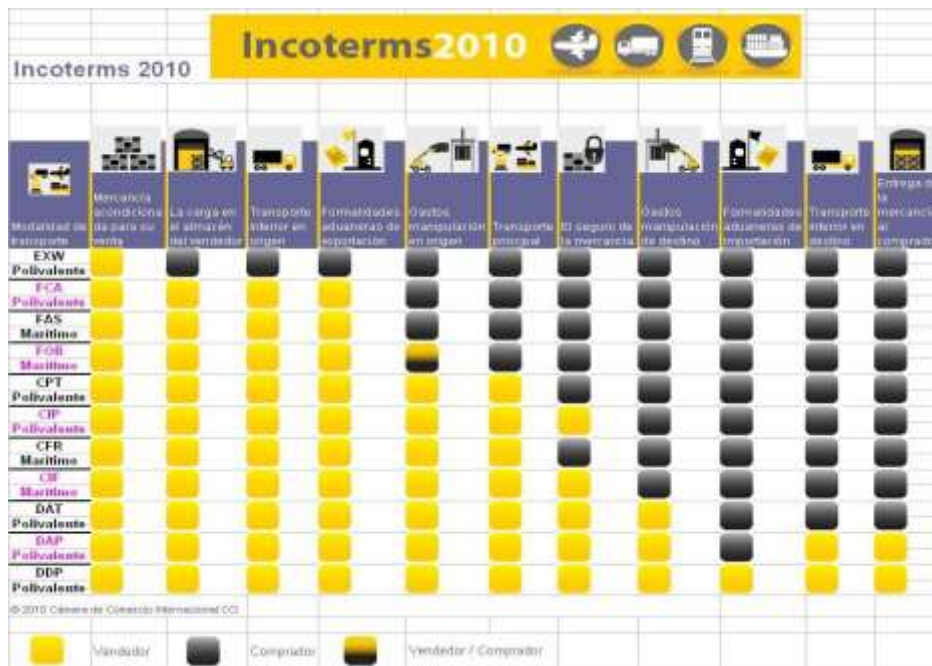 Incoterms2010
Incoterms 2010
Modalidad de
transporte
Mercancía
acondiciona
da para su
venta
La carga en
el almacén
del vendedor
Transporte
interior en
origen
Formalidades
aduaneras de
exportación
Gastos
manipulación
en origen
Transporte
principal
El seguro de
la mercancía
Gastos
manipulación
de destino
Formalidades
aduaneras de
importación
Transporte
interior en
destino
Entrega de
la
mercancía
al
comprador
EXW
Polivalente
FCA
Polivalente
FAS
Marítimo
FOB
Marítimo
CPT
Polivalente
CIP
Polivalente
CFR
Marítimo
CIF
Marítimo
DAT
Polivalente
DAP
Polivalente
DDP
Polivalente
© 2010 Cámara de Comercio Internacional CCI
Vendedor
Comprador
Vendedor / Comprador